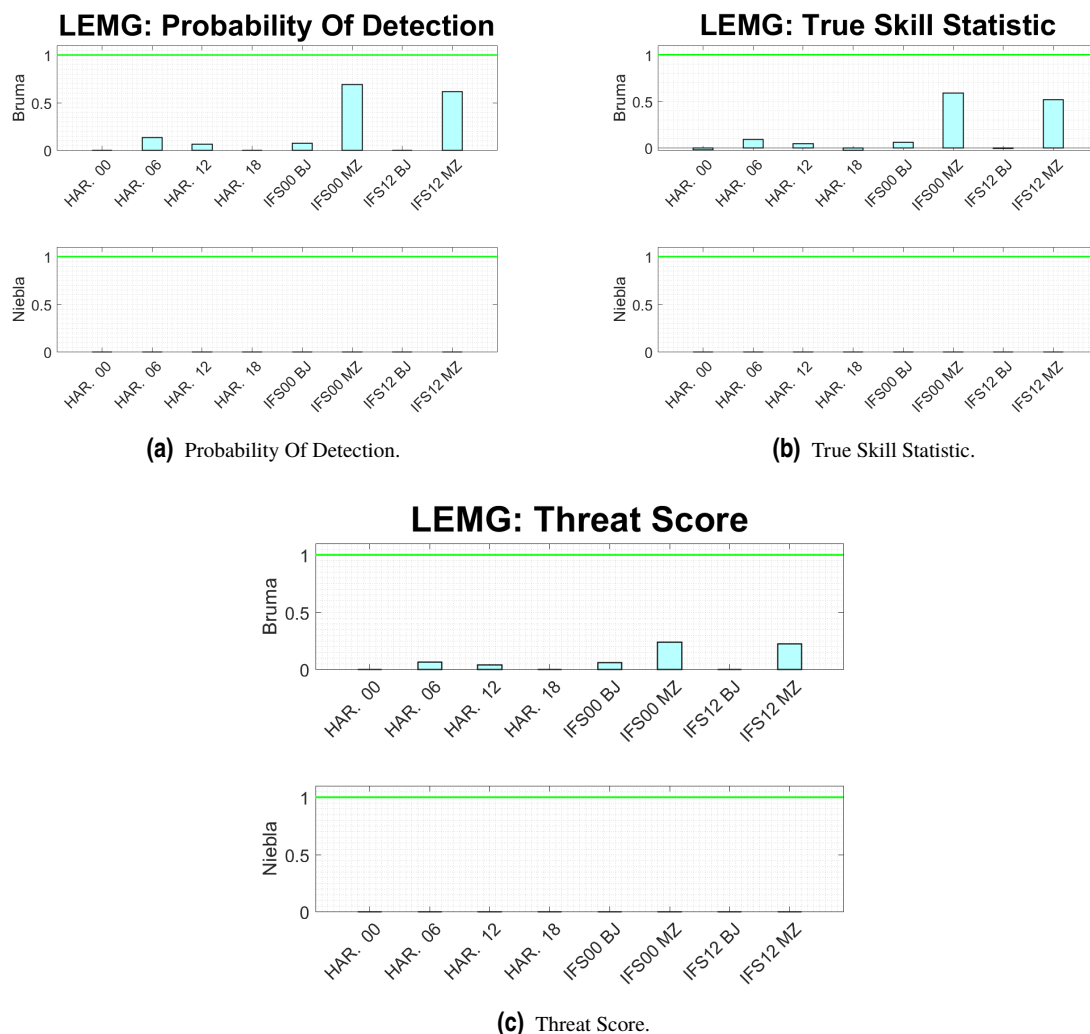 LEMG: Probability Of Detection
1
0.5
0
Bruma
HAR. 00 HAR. 06 HAR. 12 HAR. 18 IFS00 BJ IFS00 MZ IFS12 BJ IFS12 MZ
1
0.5
0
Niebla
HAR. 00 HAR. 06 HAR. 12 HAR. 18 IFS00 BJ IFS00 MZ IFS12 BJ IFS12 MZ
(a) Probability Of Detection.
LEMG: True Skill Statistic
1
0.5
0
Bruma
HAR. 00 HAR. 06 HAR. 12 HAR. 18 IFS00 BJ IFS00 MZ IFS12 BJ IFS12 MZ
1
0.5
0
Niebla
HAR. 00 HAR. 06 HAR. 12 HAR. 18 IFS00 BJ IFS00 MZ IFS12 BJ IFS12 MZ
(b) True Skill Statistic.
LEMG: Threat Score
1
0.5
0
Bruma
HAR. 00 HAR. 06 HAR. 12 HAR. 18 IFS00 BJ IFS00 MZ IFS12 BJ IFS12 MZ
1
0.5
0
Niebla
HAR. 00 HAR. 06 HAR. 12 HAR. 18 IFS00 BJ IFS00 MZ IFS12 BJ IFS12 MZ
(c) Threat Score.